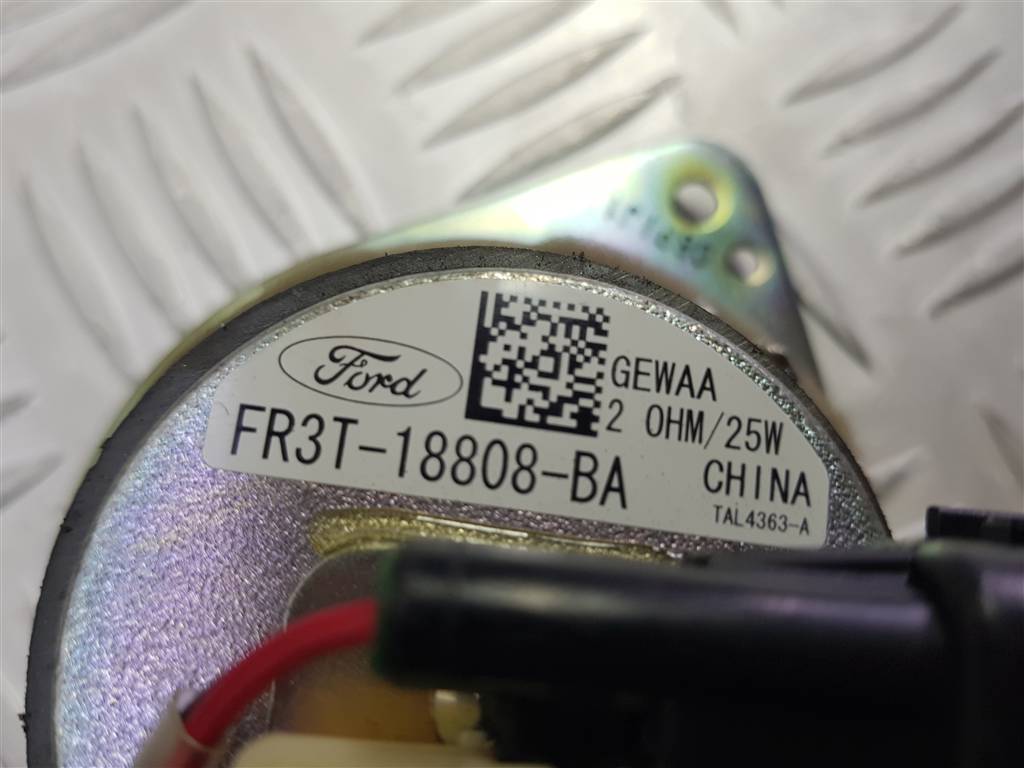 Ford
GEWAA
2 OHM/25W
FR3T-18808-BA
CHINA
TAL4363-A